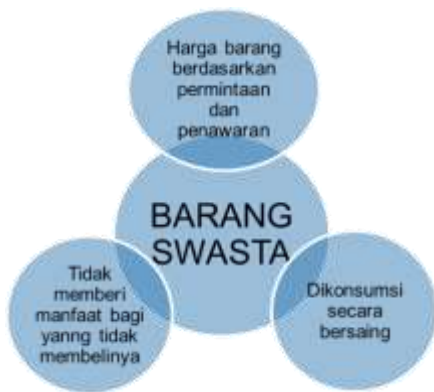 Harga barang
berdasarkan
permintaan
dan
penawaran
BARANG
SWASTA
Tidak
memberi
manfaat bagi
yanng tidak
membelinya
Dikonsumsi
secara
bersaing